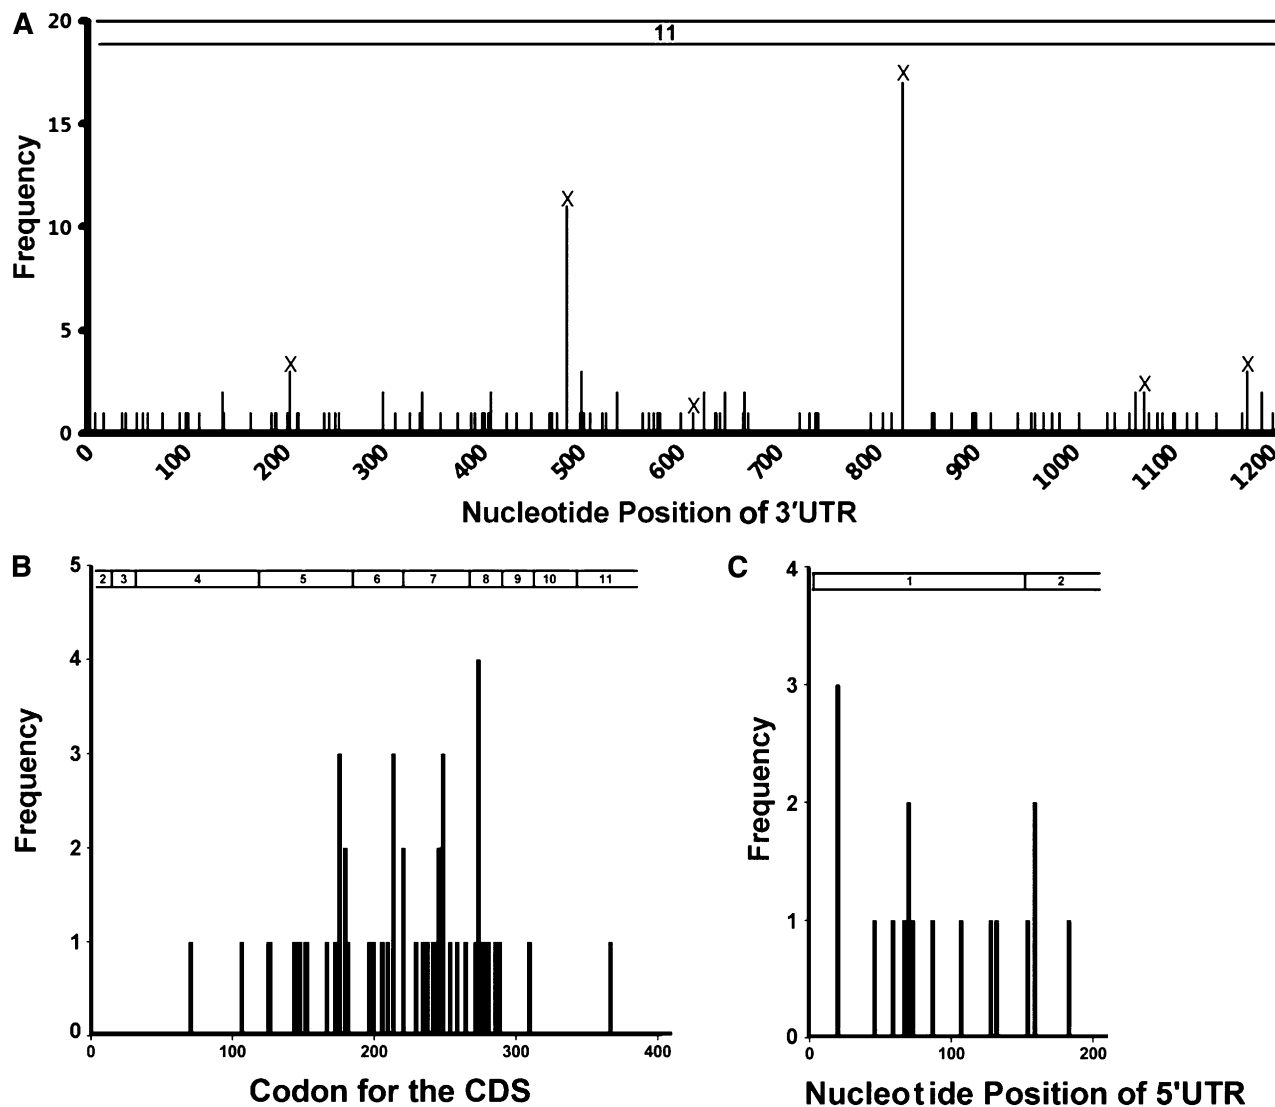 A
20
11
X
15
X
10
Frequency
5
X
X
X
X
0
0 100 200 300 400 500 600 700 800 900 1000 1100 1200
Nucleotide Position of 3′UTR
B
5
2 3 4 5 6 7 8 9 10 11
4
3
2
1
0
Frequency
0 100 200 300 400
Codon for the CDS
C
4
1 2
3
2
1
0
Frequency
0 100 200
Nucleotide Position of 5'UTR